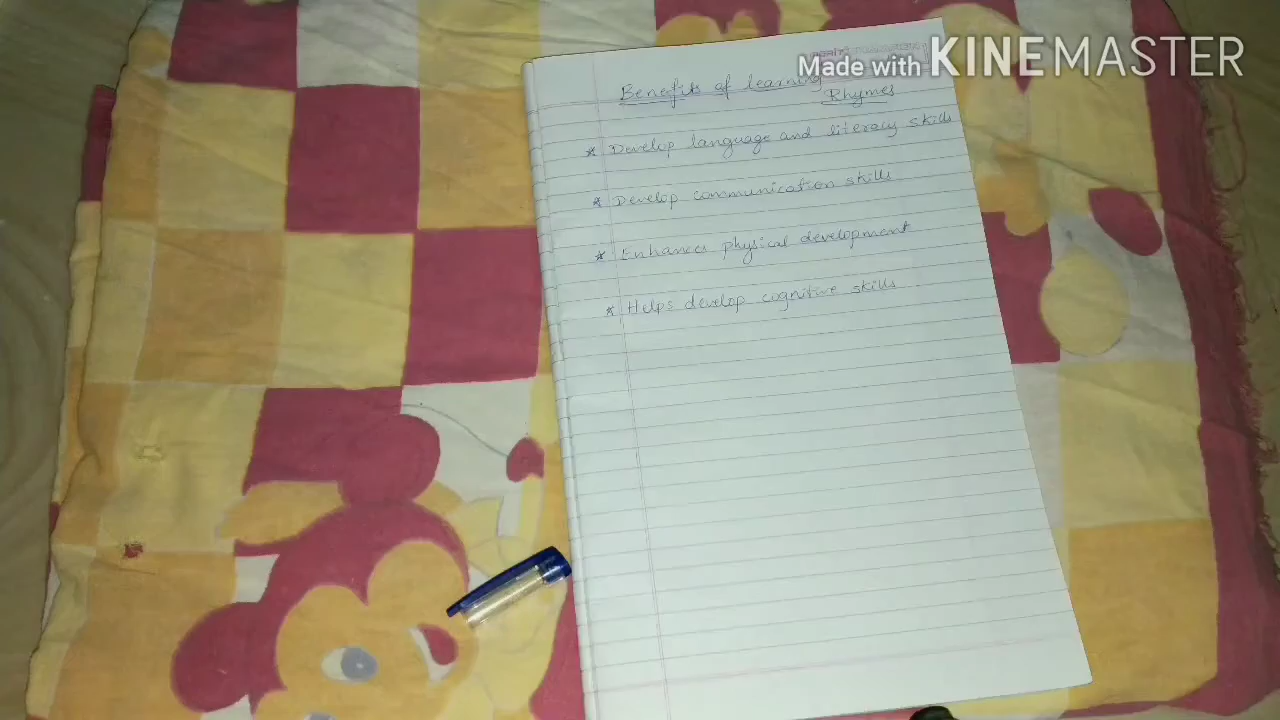 Made with KINEMASTER
Benefits of learning
Rhymes
* Develop language and literacy skills
* Develop communication skills
* Enhances physical development
* Helps develop cognitive skills